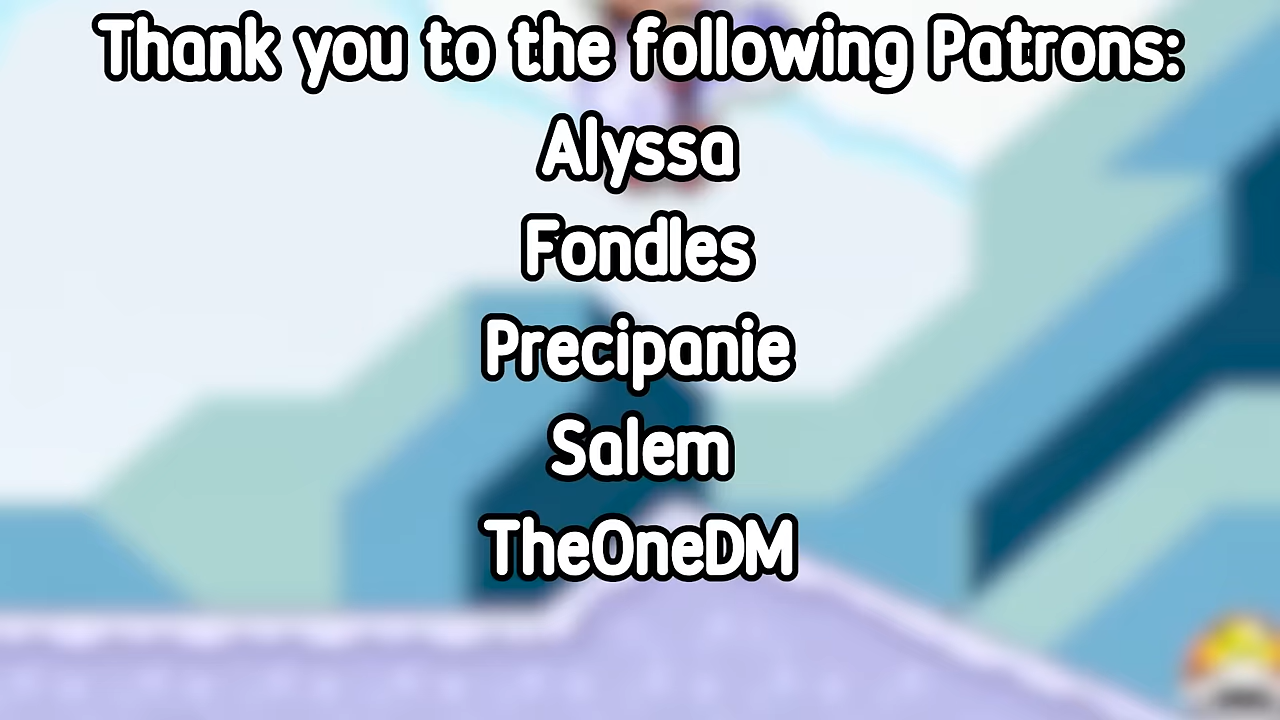 Thank you to the following Patrons:
Alyssa
Fondles
Precipanie
Salem
TheOneDM